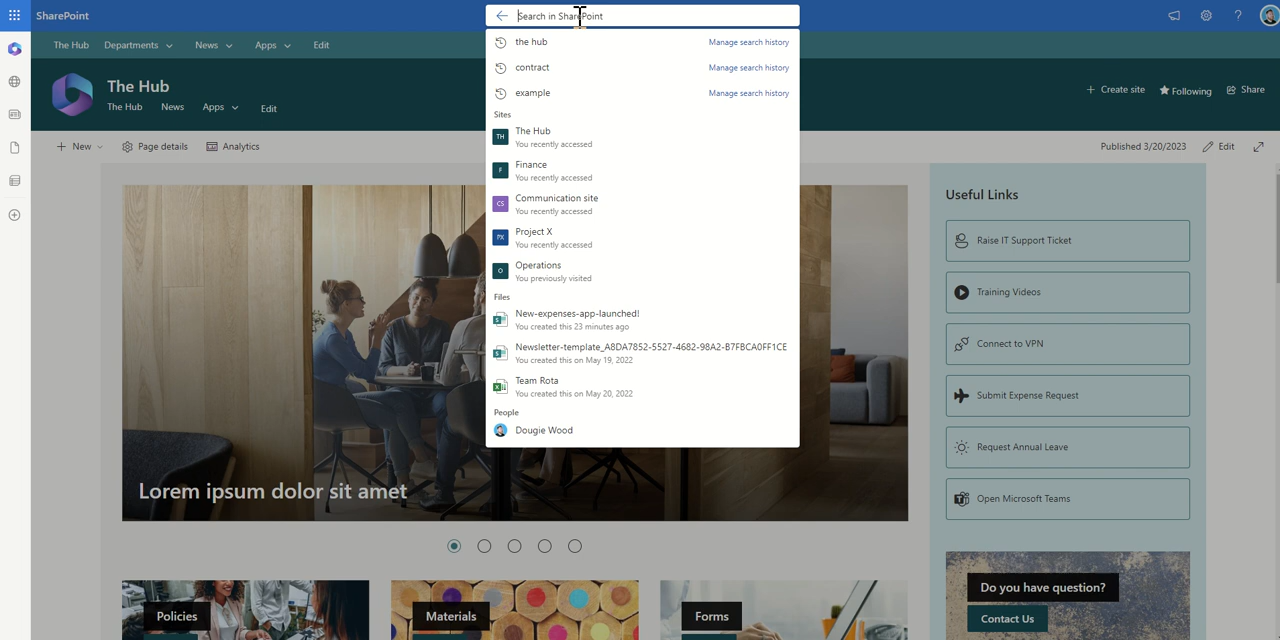 SharePoint
Search in SharePoint
?
The Hub
Departments
News
Apps
Edit
The Hub
The Hub
News
Apps
Edit
Create site
Following
Share
New
Page details
Analytics
Published 3/20/2023
Edit
the hub
Manage search history
contract
Manage search history
example
Manage search history
Sites
TH
The Hub
You recently accessed
F
Finance
You recently accessed
CS
Communication site
You recently accessed
PX
Project X
You recently accessed
O
Operations
You previously visited
Files
New-expenses-app-launched!
You created this 23 minutes ago
Newsletter-template_A8DA7852-5527-4682-98A2-B7FBCA0FF1CE
You created this on May 19, 2022
Team Rota
You created this on May 20, 2022
People
Dougie Wood
Lorem ipsum dolor sit amet
Useful Links
Raise IT Support Ticket
Training Videos
Connect to VPN
Submit Expense Request
Request Annual Leave
Open Microsoft Teams
Policies
Materials
Forms
Do you have question?
Contact Us